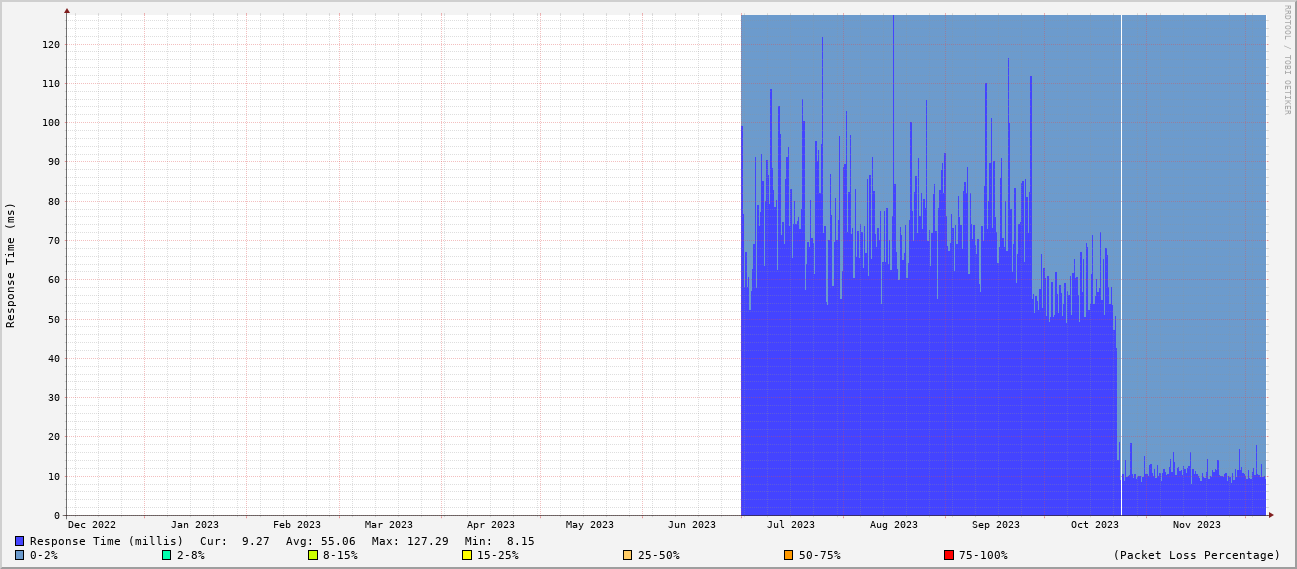 RRDTOOL / TOBI OETIKER
Response Time (ms)
120
110
100
90
80
70
60
50
40
30
20
10
0
Dec 2022 Jan 2023 Feb 2023 Mar 2023 Apr 2023 May 2023 Jun 2023 Jul 2023 Aug 2023 Sep 2023 Oct 2023 Nov 2023
Response Time (millis) Cur: 9.27 Avg: 55.06 Max: 127.29 Min: 8.15
0-2% 2-8% 8-15% 15-25% 25-50% 50-75% 75-100% (Packet Loss Percentage)